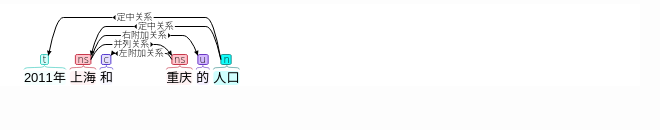 定中关系
定中关系
右附加关系
并列关系
左附加关系
t ns c ns u n
2011年 上海 和 重庆 的 人口